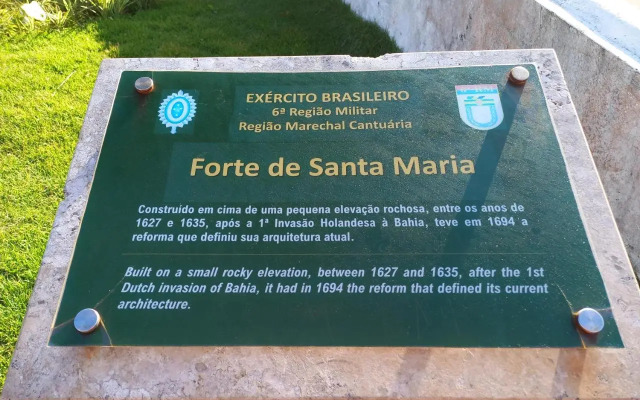 EXÉRCITO BRASILEIRO
6ª Região Militar
Região Marechal Cantuária
Forte de Santa Maria
Construído em cima de uma pequena elevação rochosa, entre os anos de
1627 e 1635, após a 1ª Invasão Holandesa à Bahia, teve em 1694 a
reforma que definiu sua arquitetura atual.
Built on a small rocky elevation, between 1627 and 1635, after the 1st
Dutch invasion of Bahia, it had in 1694 the reform that defined its current
architecture.